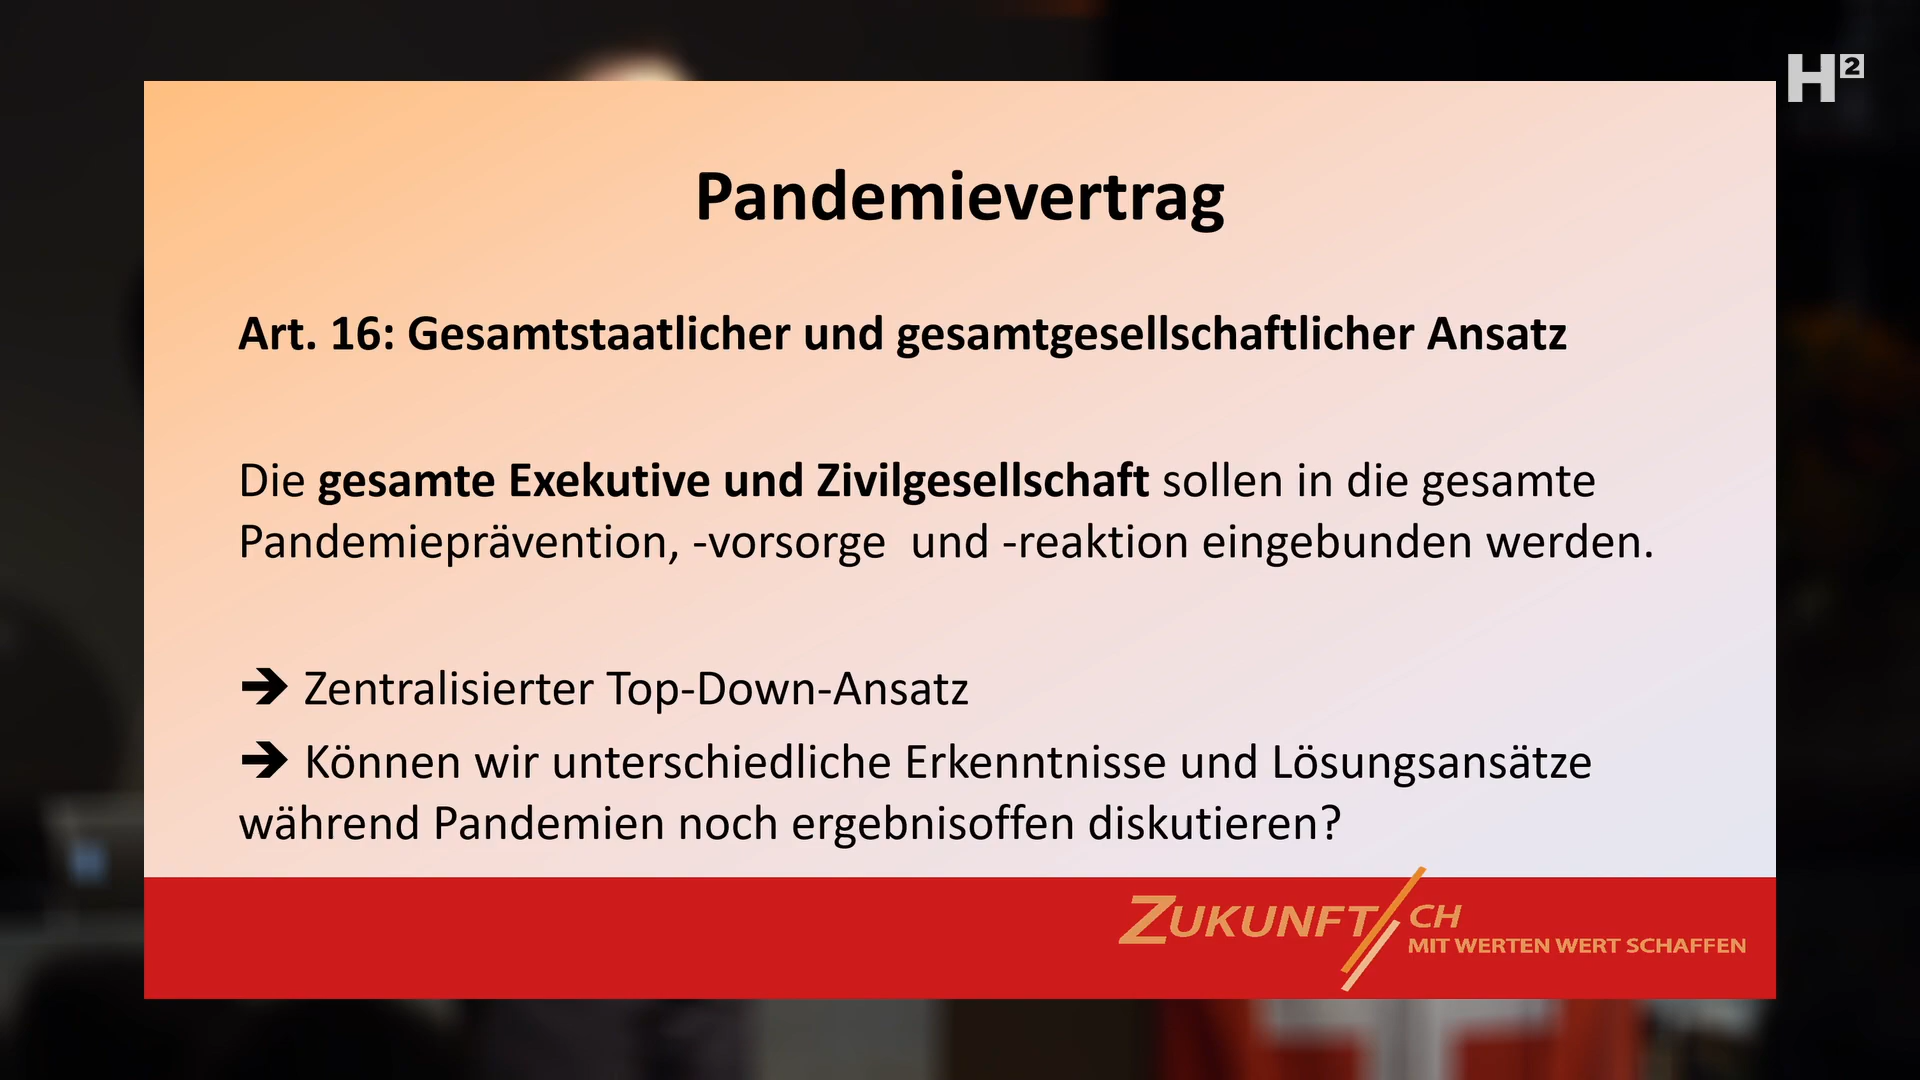 H²
Pandemievertrag
Art. 16: Gesamtstaatlicher und gesamtgesellschaftlicher Ansatz
Die gesamte Exekutive und Zivilgesellschaft sollen in die gesamte
Pandemieprävention, -vorsorge und -reaktion eingebunden werden.
➔ Zentralisierter Top-Down-Ansatz
➔ Können wir unterschiedliche Erkenntnisse und Lösungsansätze
während Pandemien noch ergebnisoffen diskutieren?
ZUKUNFT CH
MIT WERTEN WERT SCHAFFEN